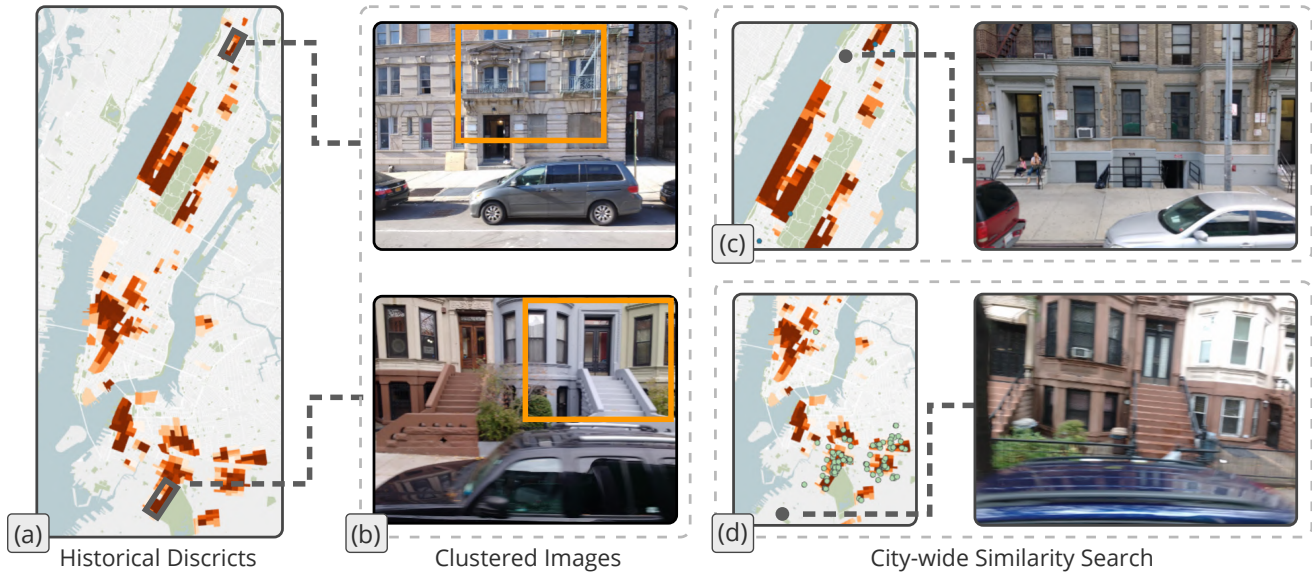 (a)
(b)
(c)
(d)
Historical Discricts
Clustered Images
City-wide Similarity Search